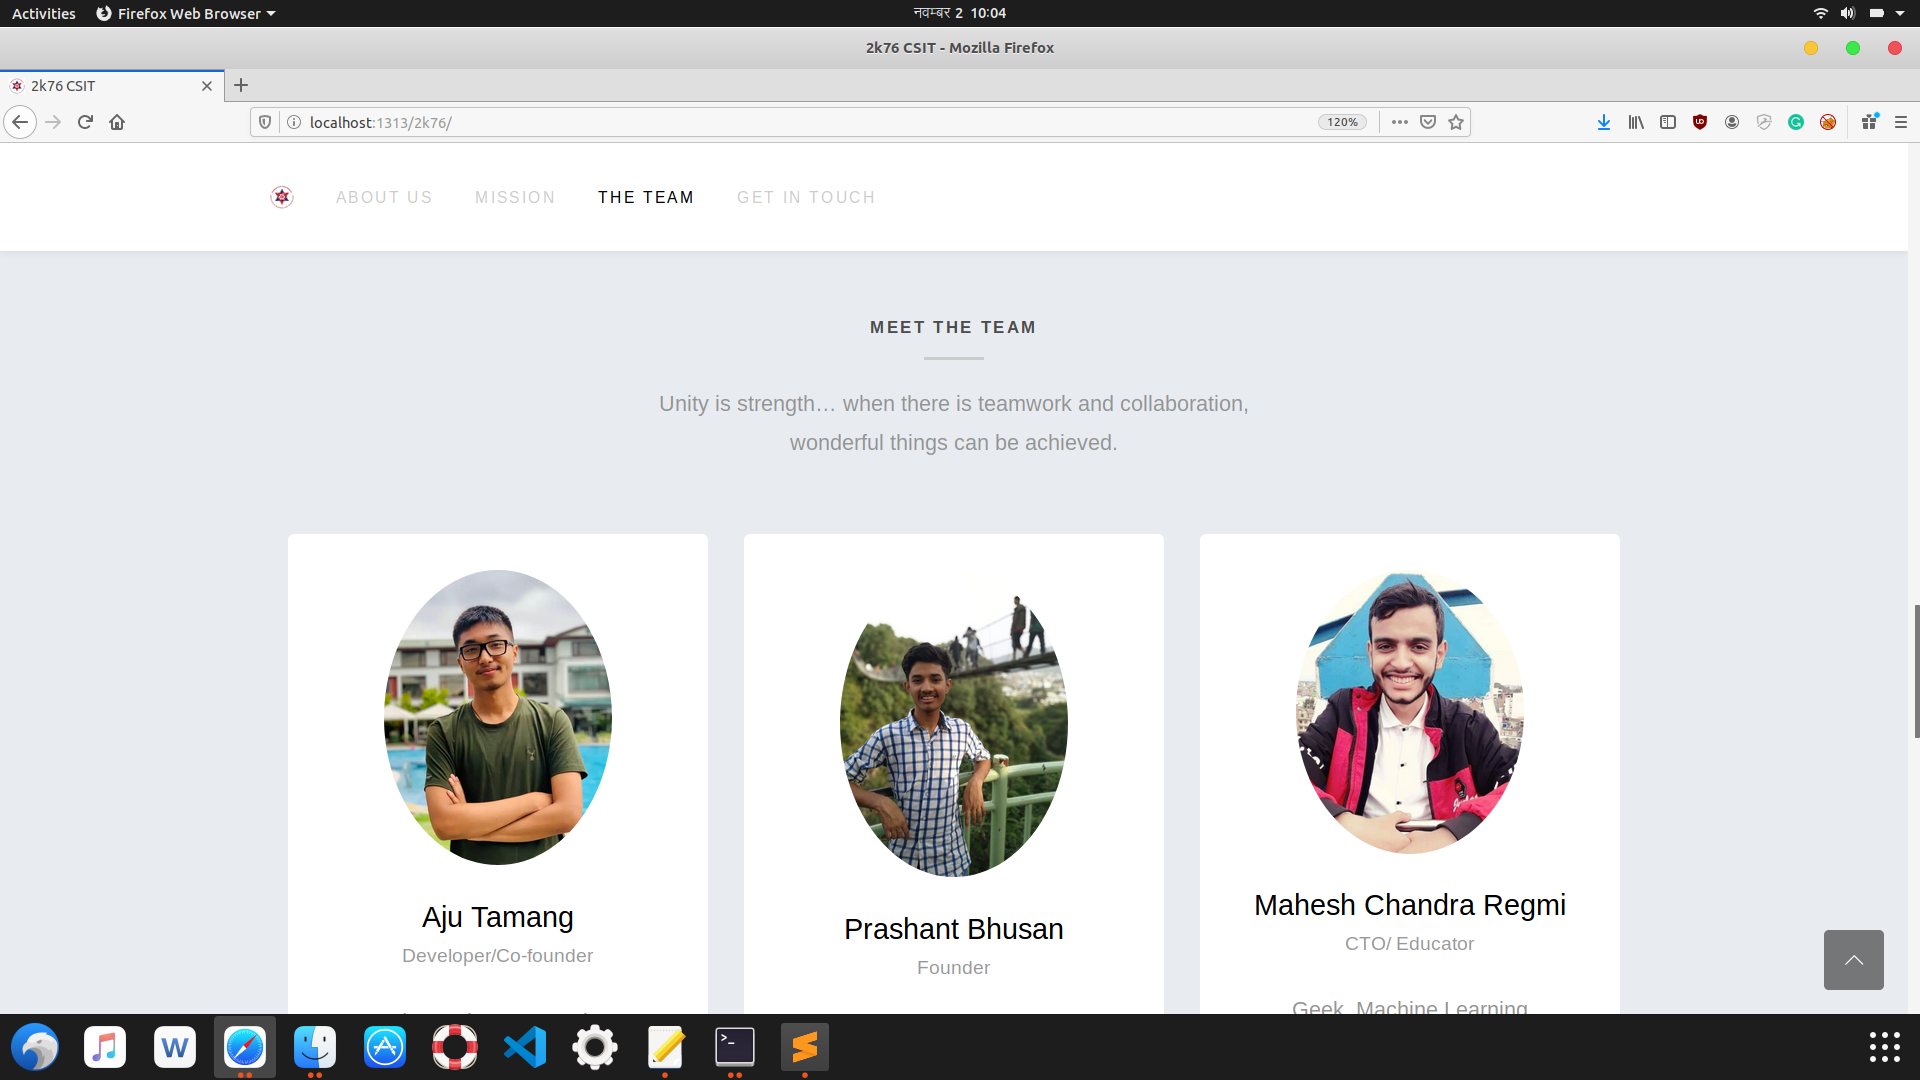 Activities Firefox Web Browser नवम्बर 2 10:04
2k76 CSIT - Mozilla Firefox
2k76 CSIT
localhost:1313/2k76/ 120%
ABOUT US MISSION THE TEAM GET IN TOUCH
MEET THE TEAM
Unity is strength… when there is teamwork and collaboration,
wonderful things can be achieved.
Aju Tamang
Developer/Co-founder
Prashant Bhusan
Founder
Mahesh Chandra Regmi
CTO/ Educator
Geek, Machine Learning
W
>_